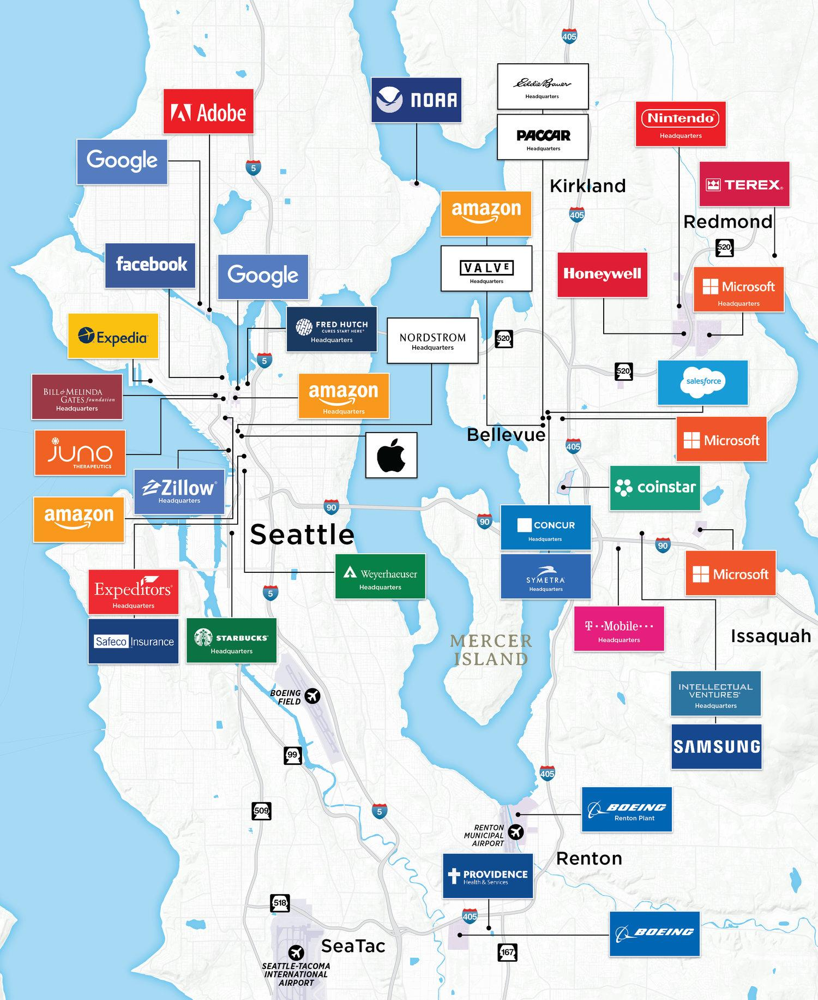 405
Eddie Bauer
Headquarters
NOAA
Adobe
Nintendo®
Headquarters
PACCAR
Headquarters
Google
5
TEREX®
Kirkland
amazon
405
Redmond
520
facebook
Google
VALVE
Headquarters
Honeywell
Microsoft
Headquarters
Expedia
FRED HUTCH
CURES START HERE®
Headquarters
NORDSTROM
Headquarters
520
5
520
salesforce
BILL & MELINDA
GATES foundation
Headquarters
amazon
Headquarters
Bellevue
Microsoft
juno
THERAPEUTICS
405
Zillow®
Headquarters
coinstar
amazon
90
90
CONCUR
Headquarters
Seattle
90
Microsoft
Expeditors®
Headquarters
Weyerhaeuser
Headquarters
SYMETRA
Headquarters
5
T··Mobile···
Headquarters
Issaquah
Safeco Insurance
STARBUCKS®
Headquarters
MERCER
ISLAND
BOEING
FIELD
INTELLECTUAL
VENTURES®
Headquarters
SAMSUNG
99
405
509
5
BOEING
Renton Plant
RENTON
MUNICIPAL
AIRPORT
Renton
PROVIDENCE
Health & Services
518
405
BOEING
SeaTac
167
SEATTLE-TACOMA
INTERNATIONAL
AIRPORT